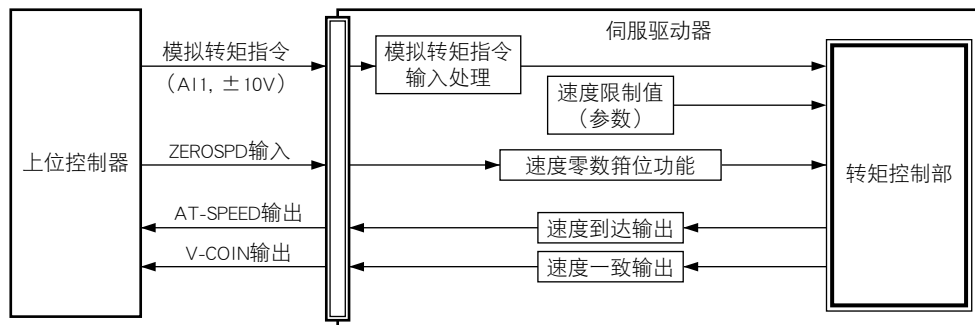 伺服驱动器
模拟转矩指令
(AI1, ±10V)
模拟转矩指令
输入处理
速度限制值
(参数)
上位控制器
ZEROSPD输入
速度零数箝位功能
转矩控制部
AT-SPEED输出
速度到达输出
V-COIN输出
速度一致输出